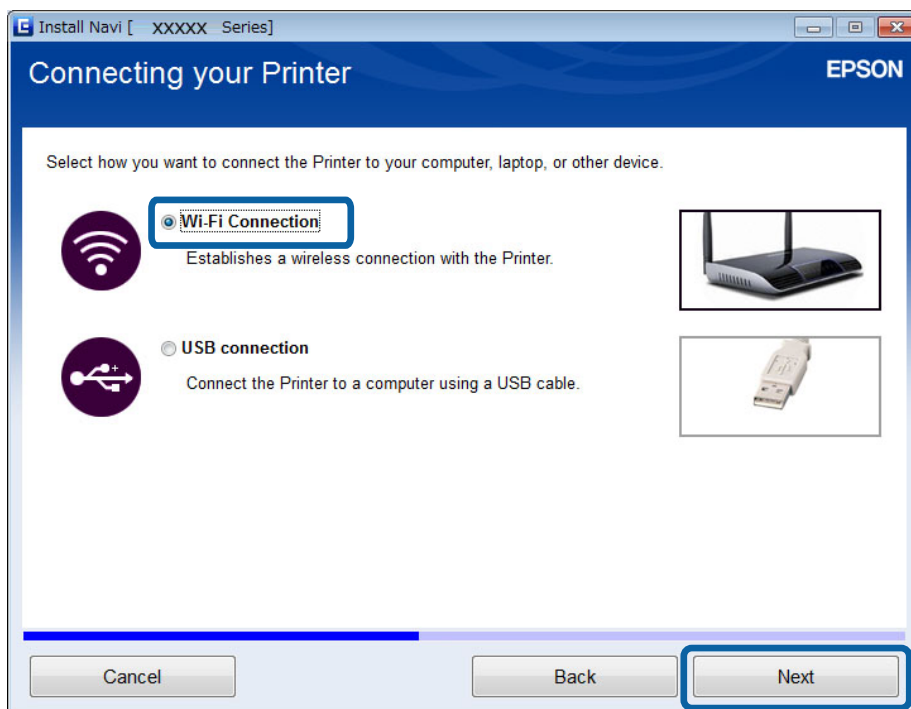 Install Navi [ XXXXX Series]
Connecting your Printer
EPSON
Select how you want to connect the Printer to your computer, laptop, or other device.
Wi-Fi Connection
Establishes a wireless connection with the Printer.
USB connection
Connect the Printer to a computer using a USB cable.
Cancel
Back
Next